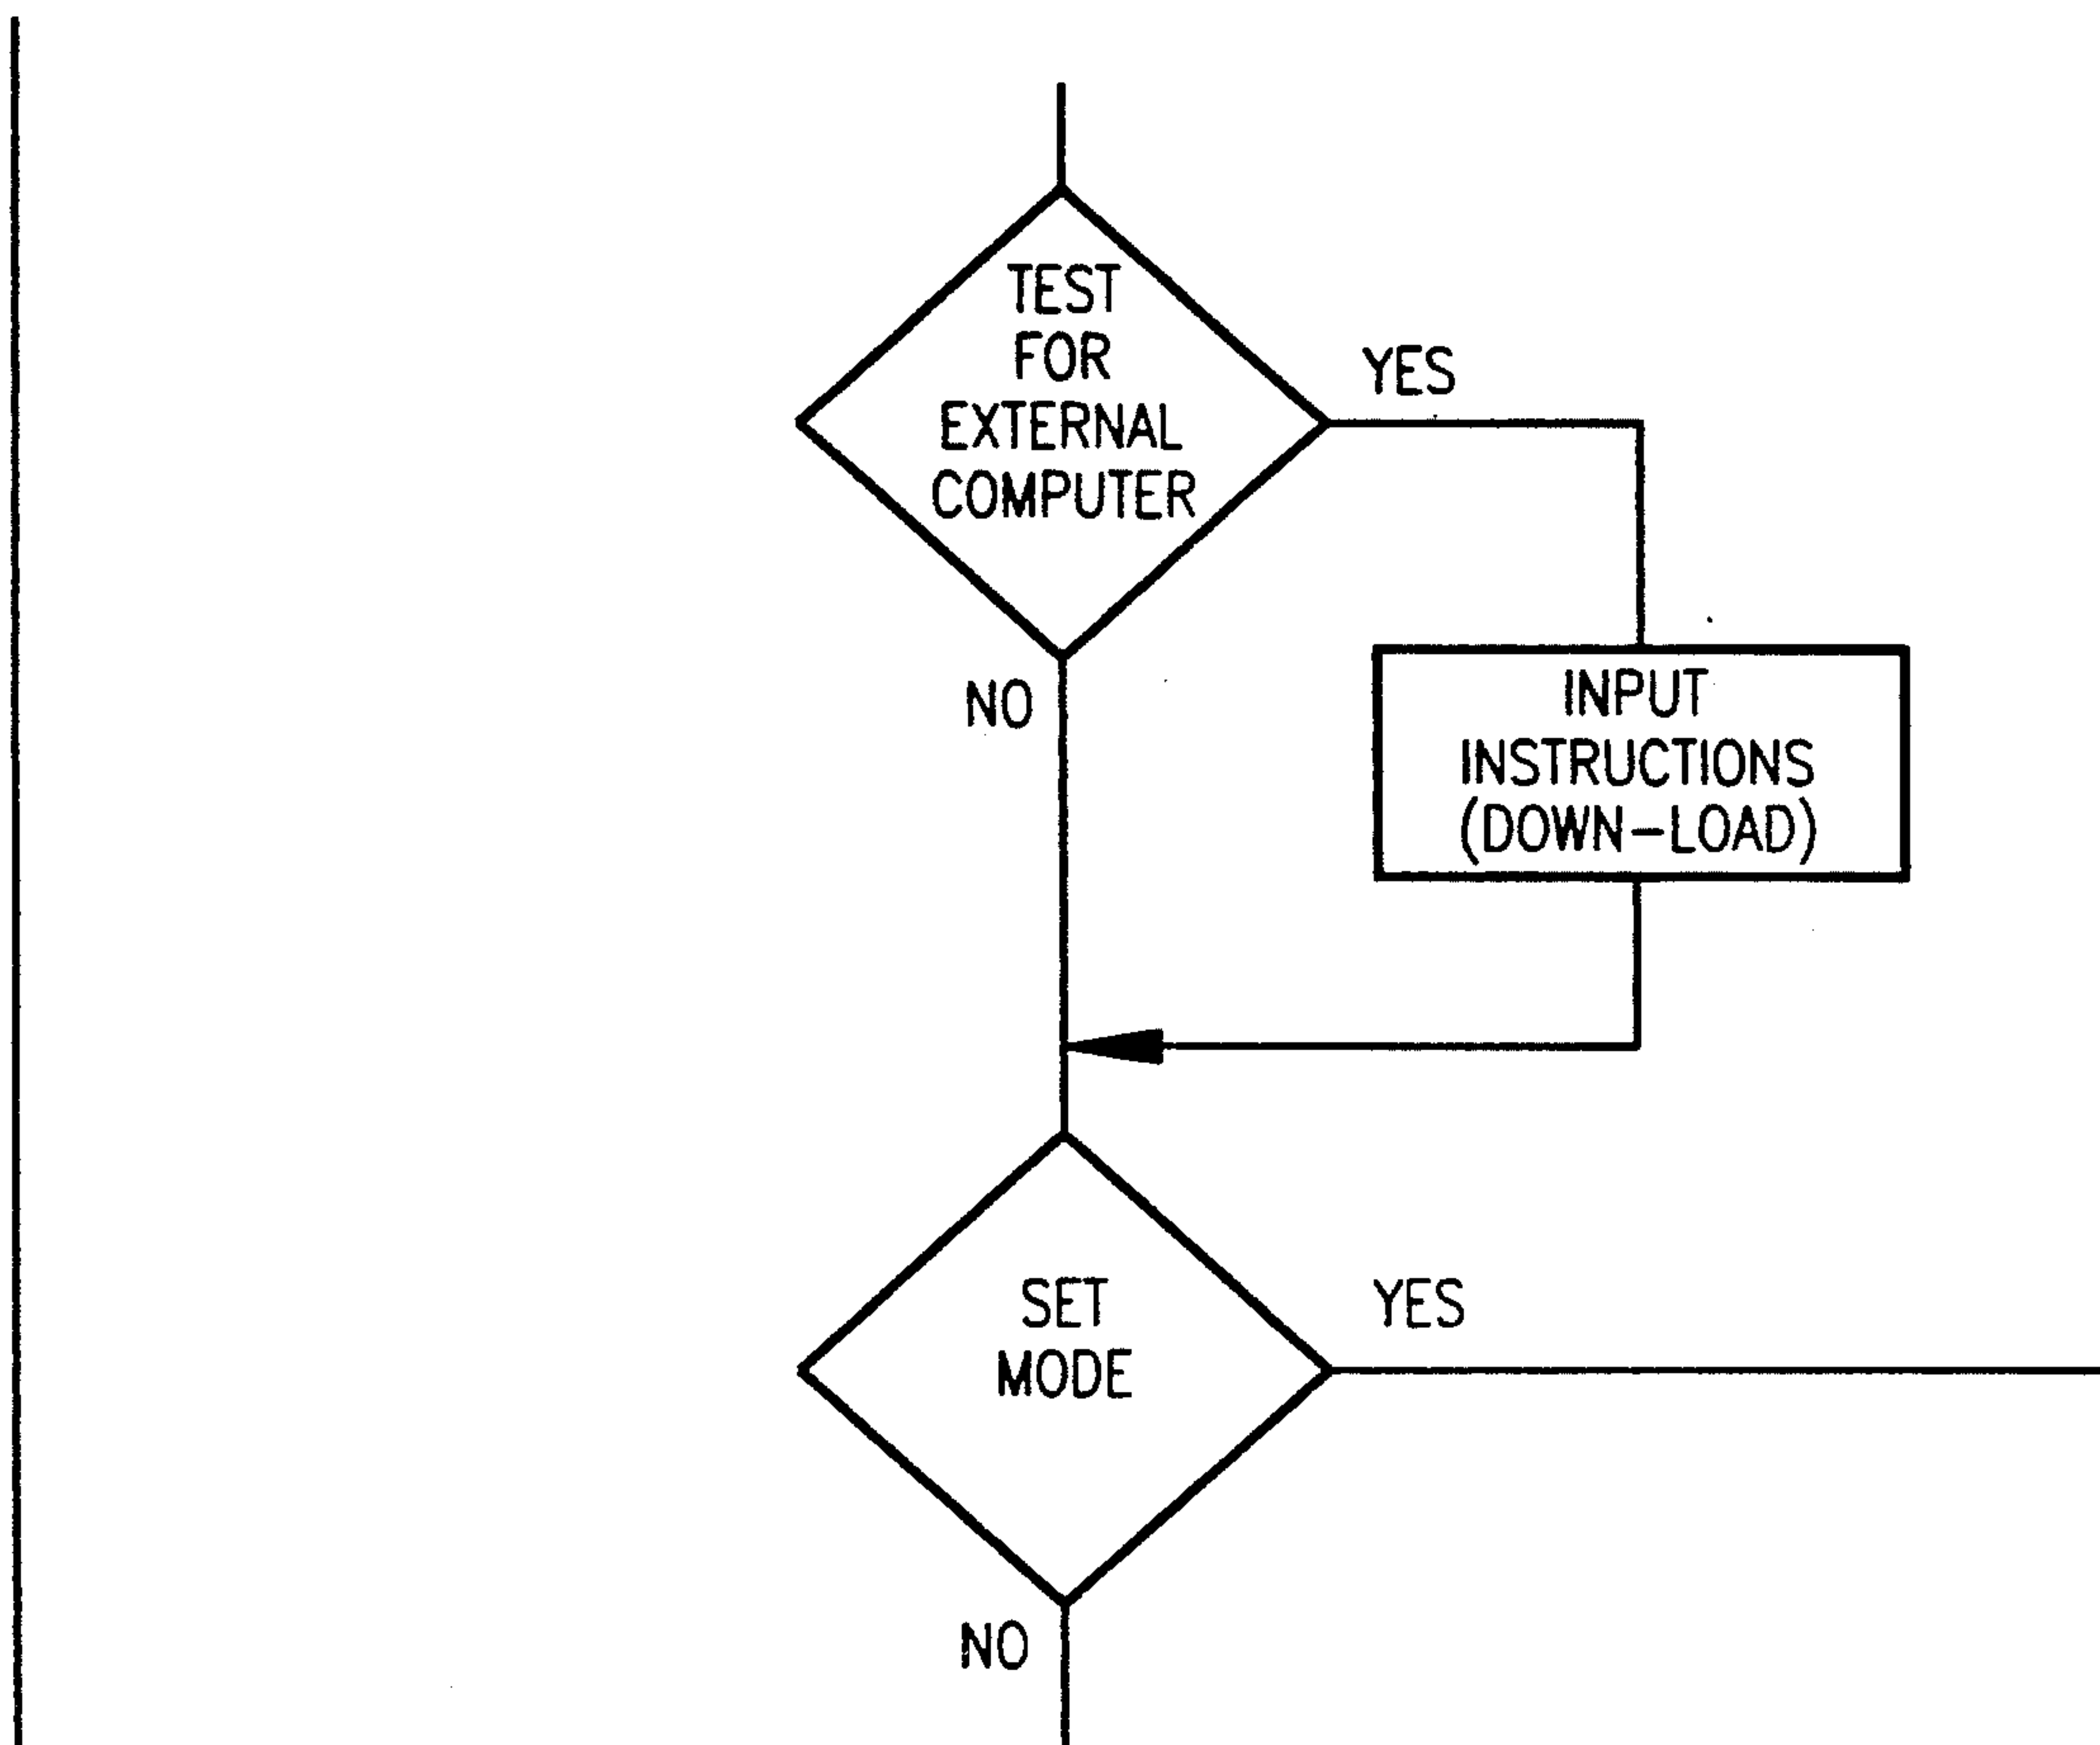 TEST
FOR
EXTERNAL
COMPUTER
YES
NO
INPUT
INSTRUCTIONS
(DOWN-LOAD)
SET
MODE
YES
NO